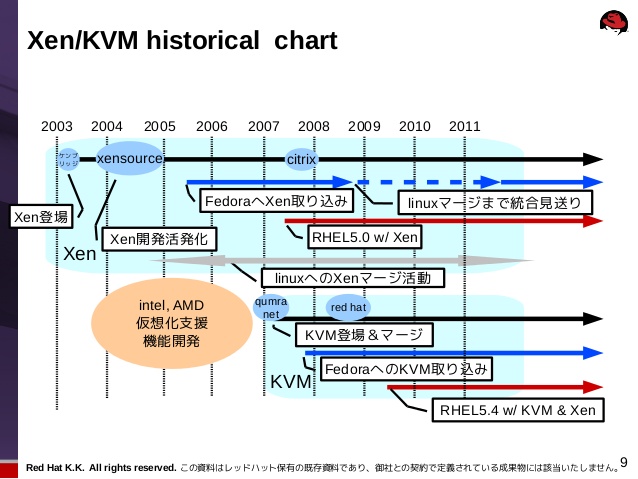 Xen/KVM historical chart
2003 2004 2005 2006 2007 2008 2009 2010 2011
ケンブ
リッジ
xensource
citrix
FedoraへXen取り込み
linuxマージまで統合見送り
Xen登場
Xen開発活発化
RHEL5.0 w/ Xen
Xen
linuxへのXenマージ活動
intel, AMD
仮想化支援
機能開発
qumra
net
red hat
KVM登場＆マージ
FedoraへのKVM取り込み
KVM
RHEL5.4 w/ KVM & Xen
Red Hat K.K. All rights reserved. この資料はレッドハット保有の既存資料であり、御社との契約で定義されている成果物には該当いたしません。
9